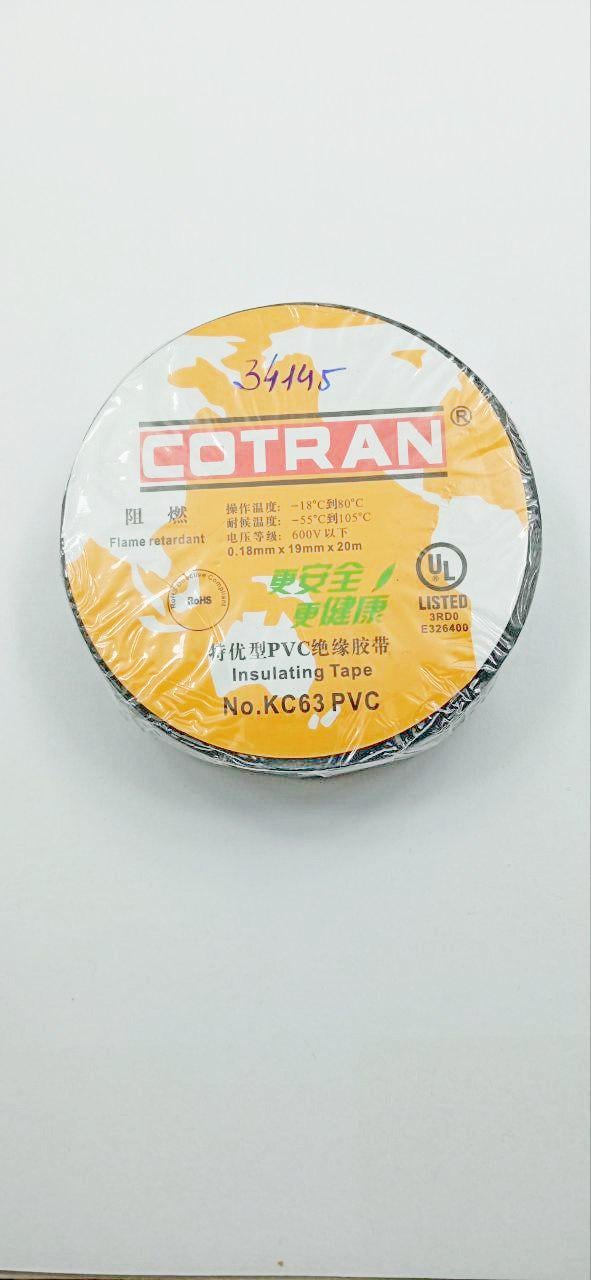 34145
COTRAN®
阻燃
Flame retardant
操作温度: -18°C到80°C
耐候温度: -55°C到105°C
电压等级: 600V以下
0.18mm x 19mm x 20m
RoHS Directive Compliant
RoHS
更安全
更健康
UL
LISTED
3RD0
E326400
特优型PVC绝缘胶带
Insulating Tape
No.KC63 PVC